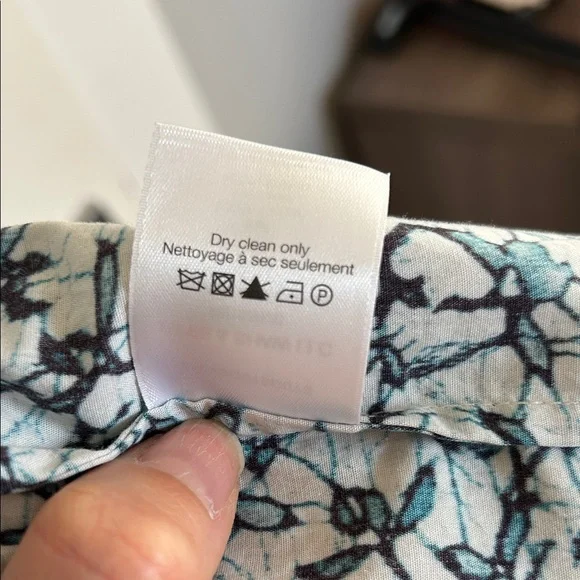 Dry clean only
Nettoyage à sec seulement
P